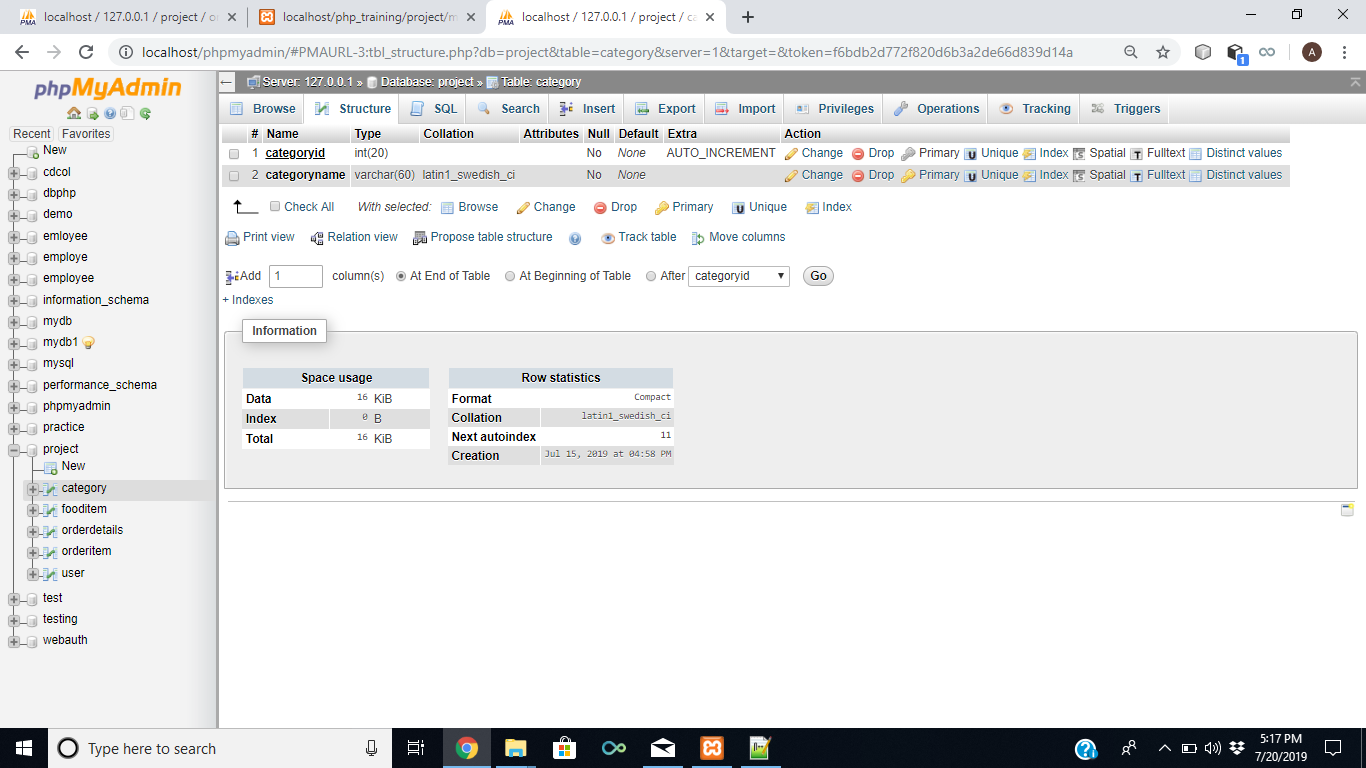 localhost / 127.0.0.1 / project / o
localhost/php_training/project/m
localhost / 127.0.0.1 / project / ca
localhost/phpmyadmin/#PMAURL-3:tbl_structure.php?db=project&table=category&server=1&target=&token=f6bdb2d772f820d6b3a2de66d839d14a
1
A
phpMyAdmin
Recent Favorites
New
cdcol
dbphp
demo
emloyee
employe
employee
information_schema
mydb
mydb1
mysql
performance_schema
phpmyadmin
practice
project
New
category
fooditem
orderdetails
orderitem
user
test
testing
webauth
Server: 127.0.0.1 » Database: project » Table: category
Browse Structure SQL Search Insert Export Import Privileges Operations Tracking Triggers
# Name Type Collation Attributes Null Default Extra Action
1 categoryid int(20) No None AUTO_INCREMENT Change Drop Primary Unique Index Spatial Fulltext Distinct values
2 categoryname varchar(60) latin1_swedish_ci No None Change Drop Primary Unique Index Spatial Fulltext Distinct values
Check All With selected: Browse Change Drop Primary Unique Index
Print view Relation view Propose table structure Track table Move columns
Add 1 column(s) At End of Table At Beginning of Table After categoryid Go
+ Indexes
Information
Space usage
Data 16 KiB
Index 0 B
Total 16 KiB
Row statistics
Format Compact
Collation latin1_swedish_ci
Next autoindex 11
Creation Jul 15, 2019 at 04:58 PM
Type here to search
5:17 PM
7/20/2019